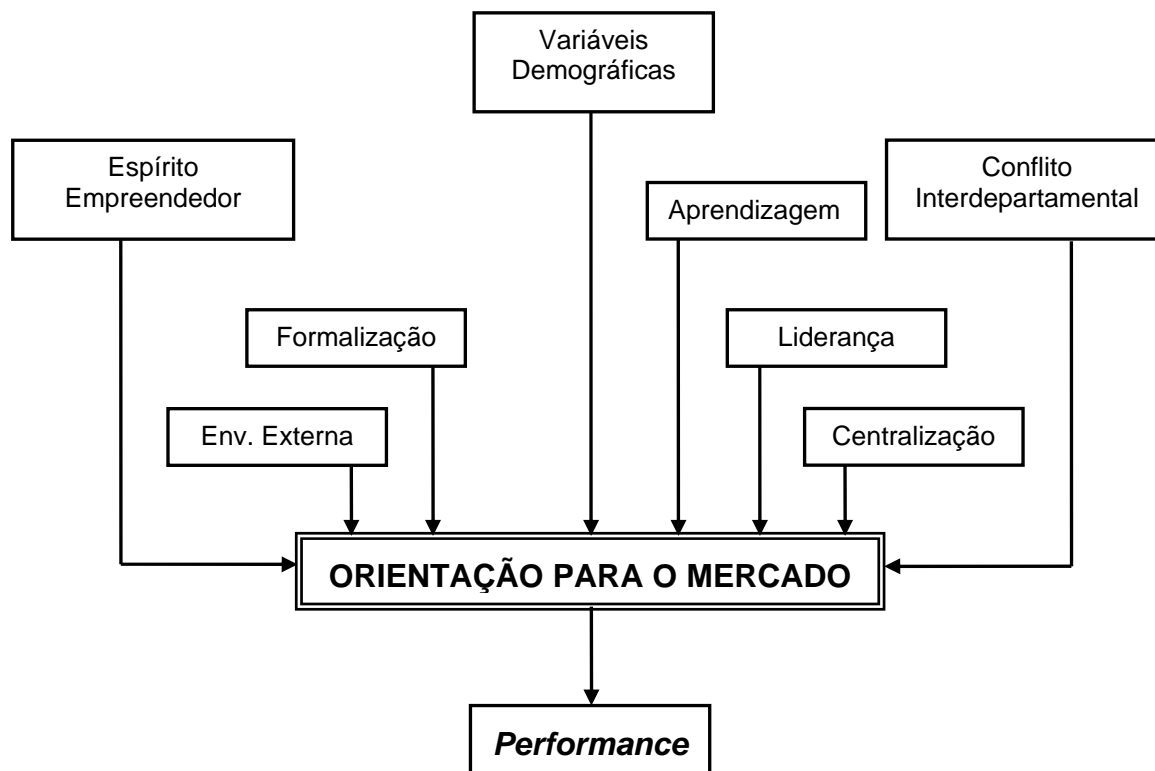 Variáveis
Demográficas
Espírito
Empreendedor
Conflito
Interdepartamental
Aprendizagem
Formalização
Liderança
Env. Externa
Centralização
ORIENTAÇÃO PARA O MERCADO
Performance